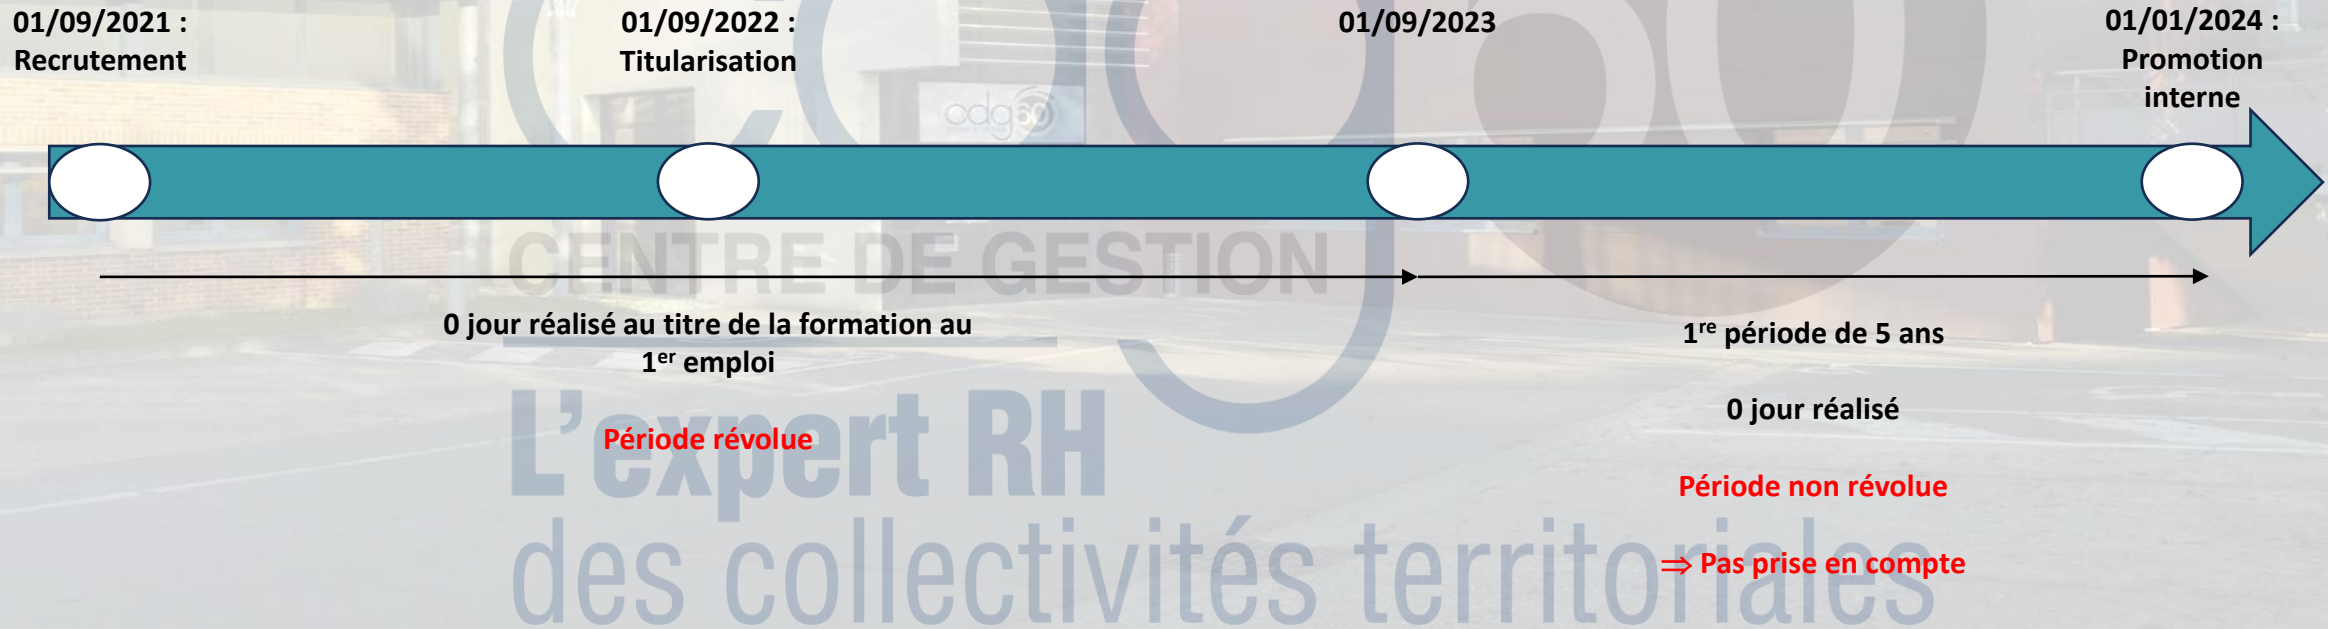 01/09/2021 :
Recrutement
01/09/2022 :
Titularisation
01/09/2023
01/01/2024 :
Promotion
interne
cdg60
cdg60
CENTRE DE GESTION
0 jour réalisé au titre de la formation au
1er emploi
Période révolue
1re période de 5 ans
0 jour réalisé
Période non révolue
⇒ Pas prise en compte
L'expert RH
des collectivités territoriales